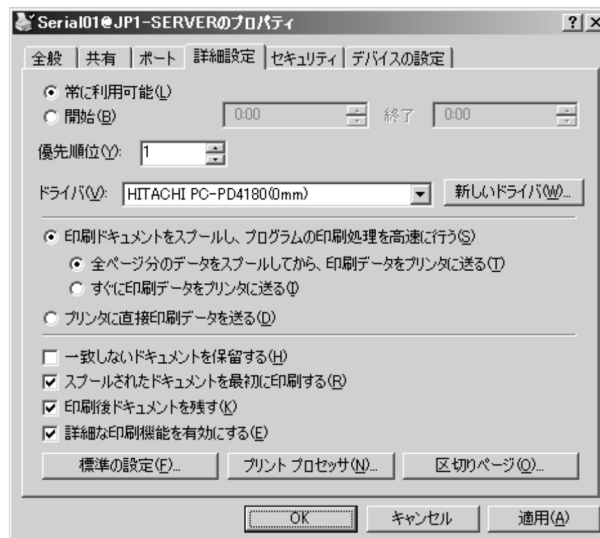 Serial01@JP1-SERVERのプロパティ
全般 共有 ポート 詳細設定 セキュリティ デバイスの設定
常に利用可能(L)
開始(B) 0:00 終了 0:00
優先順位(Y): 1
ドライバ(V): HITACHI PC-PD4180(0mm) 新しいドライバ(W)...
印刷ドキュメントをスプールし、プログラムの印刷処理を高速に行う(S)
全ページ分のデータをスプールしてから、印刷データをプリンタに送る(T)
すぐに印刷データをプリンタに送る(I)
プリンタに直接印刷データを送る(D)
一致しないドキュメントを保留する(H)
スプールされたドキュメントを最初に印刷する(R)
印刷後ドキュメントを残す(K)
詳細な印刷機能を有効にする(E)
標準の設定(F)... プリント プロセッサ(N)... 区切りページ(O)...
OK キャンセル 適用(A)